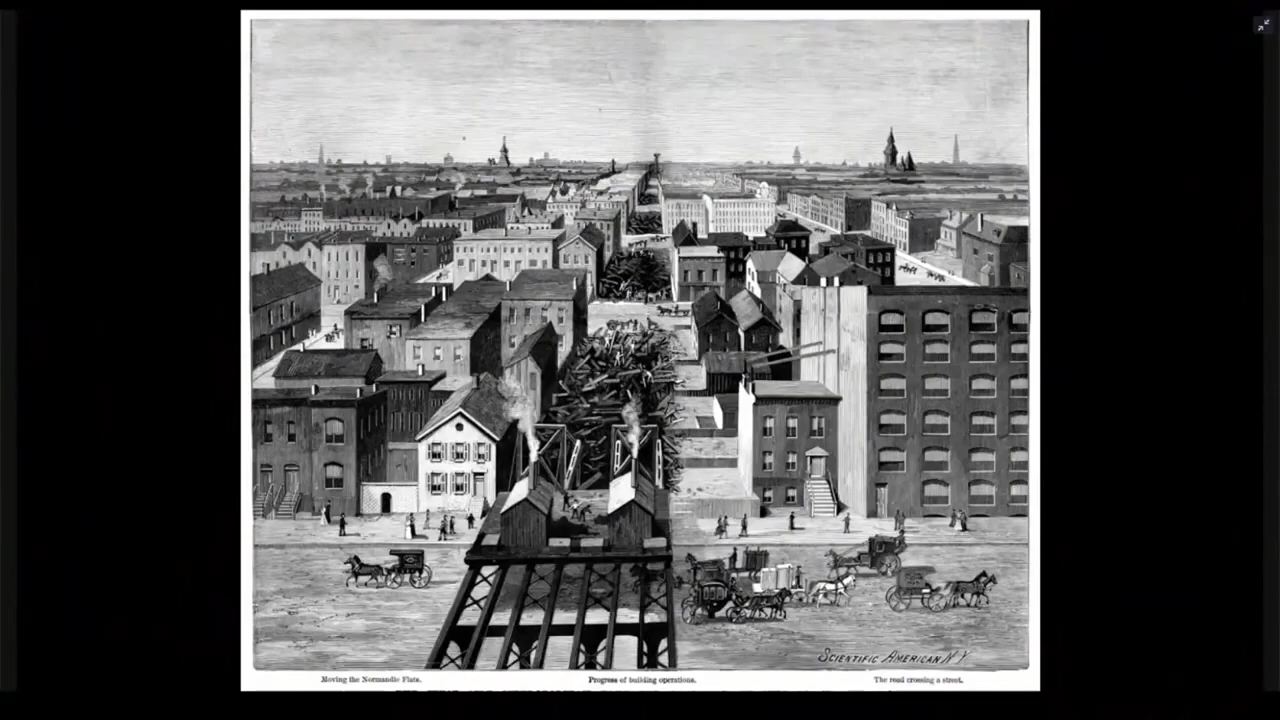 SCIENTIFIC AMERICAN N Y
Moving the Normandie Flats. Progress of building operations. The road crossing a street.